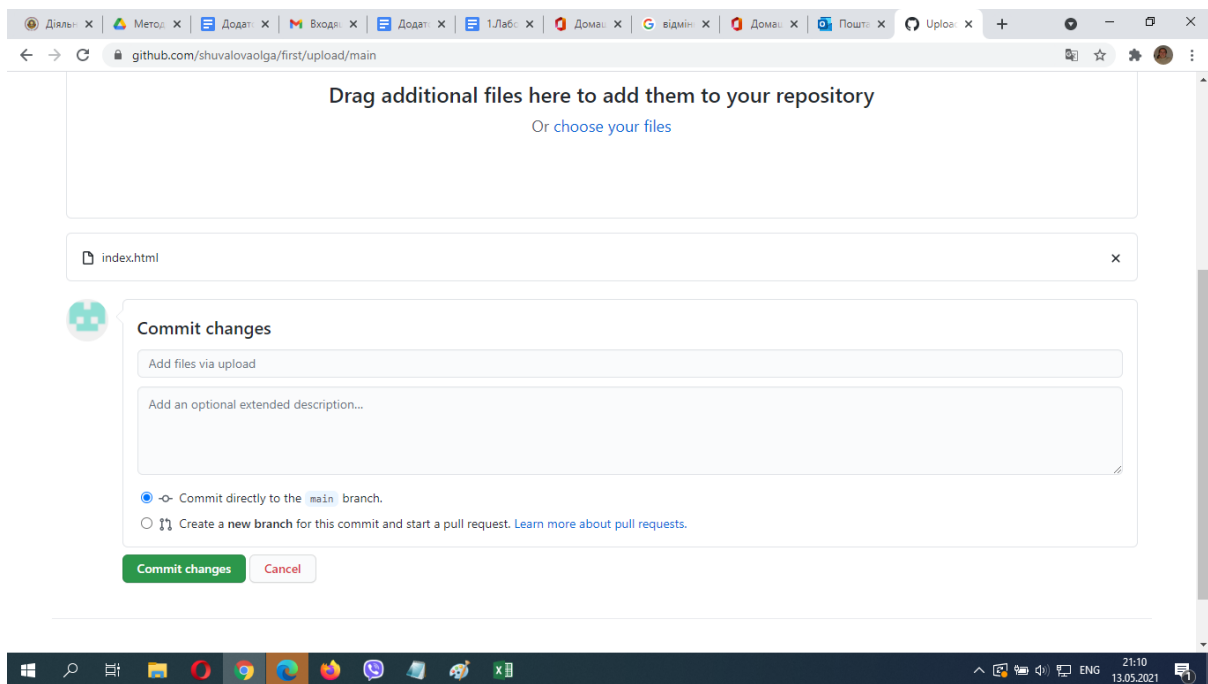 Діяльн
Метод
Додат
Входя
Додат
1.Лабо
Домаш
відмін
Домаш
Пошта
Upload
github.com/shuvalovaolga/first/upload/main
Drag additional files here to add them to your repository
Or choose your files
index.html
Commit changes
Add files via upload
Add an optional extended description...
Commit directly to the main branch.
Create a new branch for this commit and start a pull request. Learn more about pull requests.
Commit changes Cancel
ENG
21:10
13.05.2021